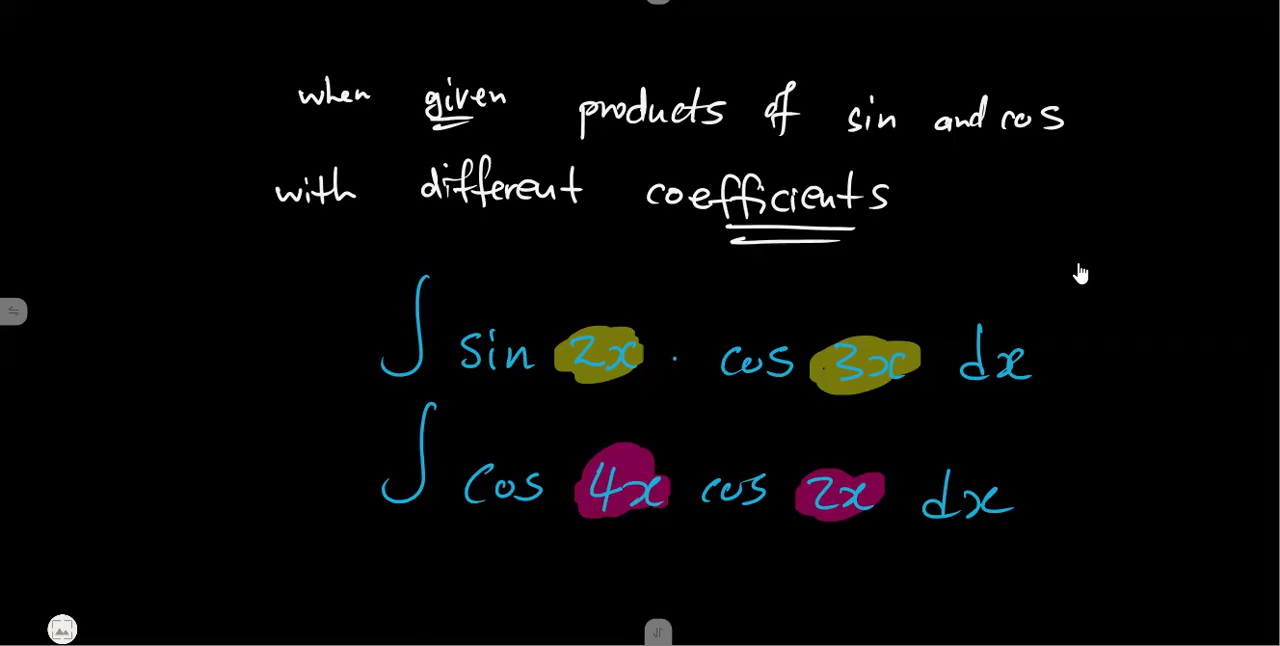 when given products of sin and cos
with different coefficients
∫ sin 2x · cos 3x dx
∫ cos 4x cos 2x dx